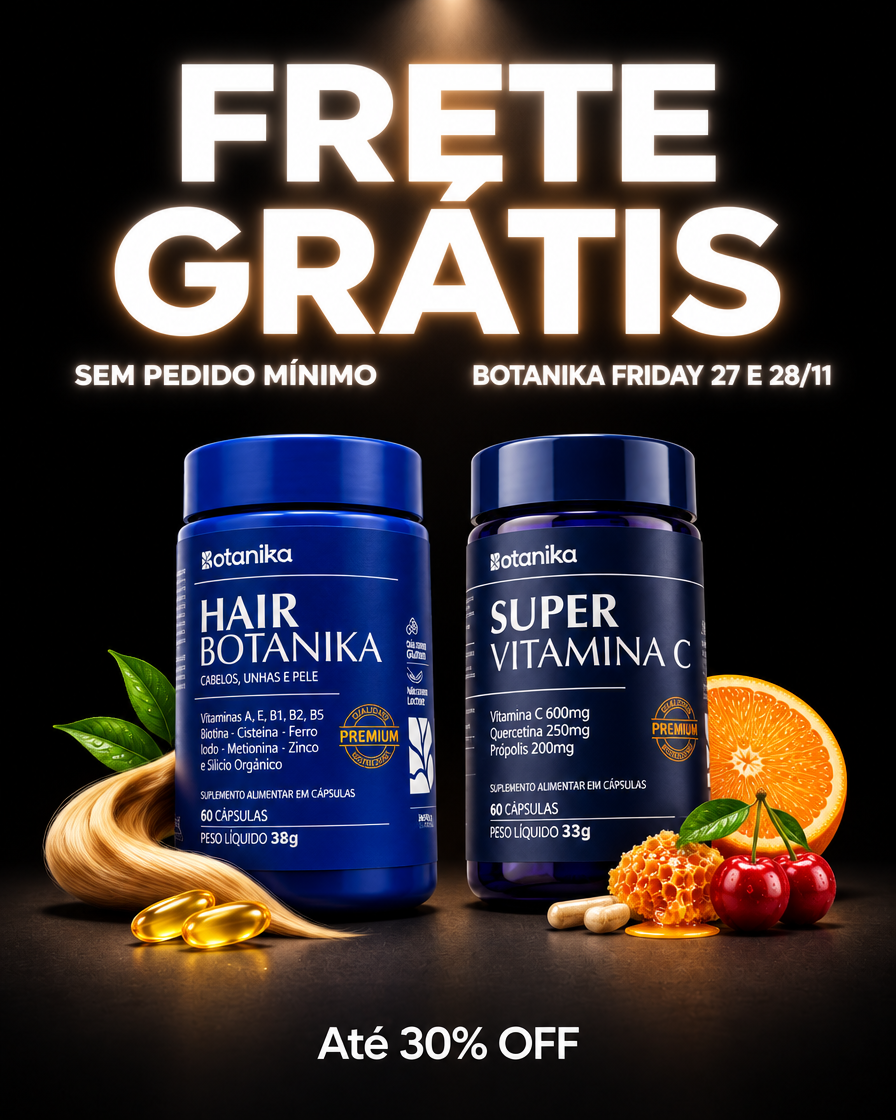 FRETE
GRÁTIS
SEM PEDIDO MÍNIMO
BOTANIKA FRIDAY 27 E 28/11
Botanika
HAIR
BOTANIKA
CABELOS, UNHAS E PELE
Vitaminas A, E, B1, B2, B5
Biotina - Cisteina - Ferro
Iodo - Metionina - Zinco
e Silício Orgânico
PREMIUM
SUPLEMENTO ALIMENTAR EM CÁPSULAS
60 CÁPSULAS
PESO LÍQUIDO 38g
Botanika
SUPER
VITAMINA C
Vitamina C 600mg
Quercetina 250mg
Própolis 200mg
PREMIUM
SUPLEMENTO ALIMENTAR EM CÁPSULAS
60 CÁPSULAS
PESO LÍQUIDO 33g
Até 30% OFF